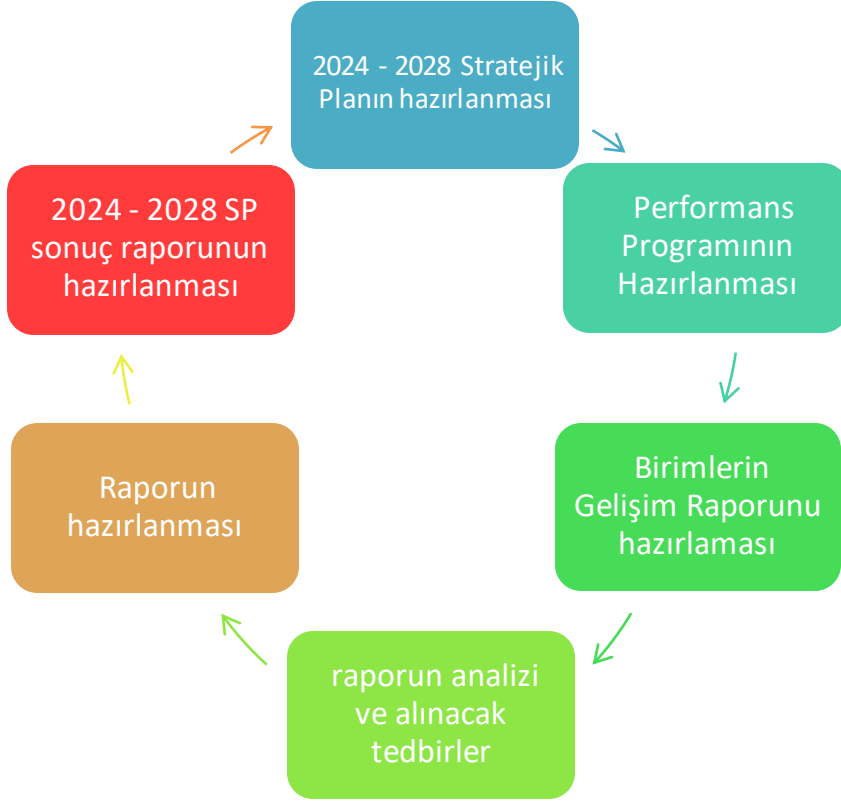 2024 - 2028 Stratejik
Planın hazırlanması
Performans
Programının
Hazırlanması
Birimlerin
Gelişim Raporunu
hazırlaması
raporun analizi
ve alınacak
tedbirler
Raporun
hazırlanması
2024 - 2028 SP
sonuç raporunun
hazırlanması